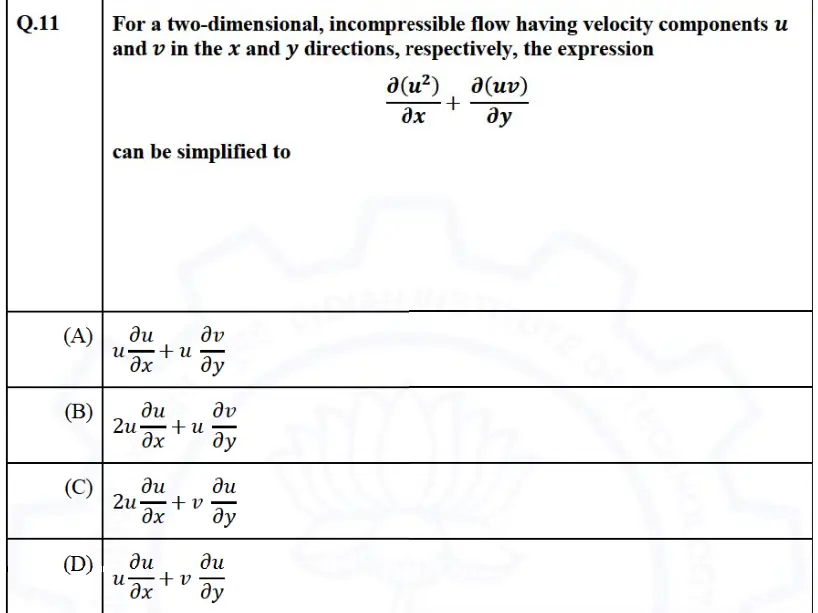 Q.11 For a two-dimensional, incompressible flow having velocity components u
and v in the x and y directions, respectively, the expression
∂(u²)/∂x + ∂(uv)/∂y
can be simplified to
(A) u ∂u/∂x + u ∂v/∂y
(B) 2u ∂u/∂x + u ∂v/∂y
(C) 2u ∂u/∂x + v ∂u/∂y
(D) u ∂u/∂x + v ∂u/∂y